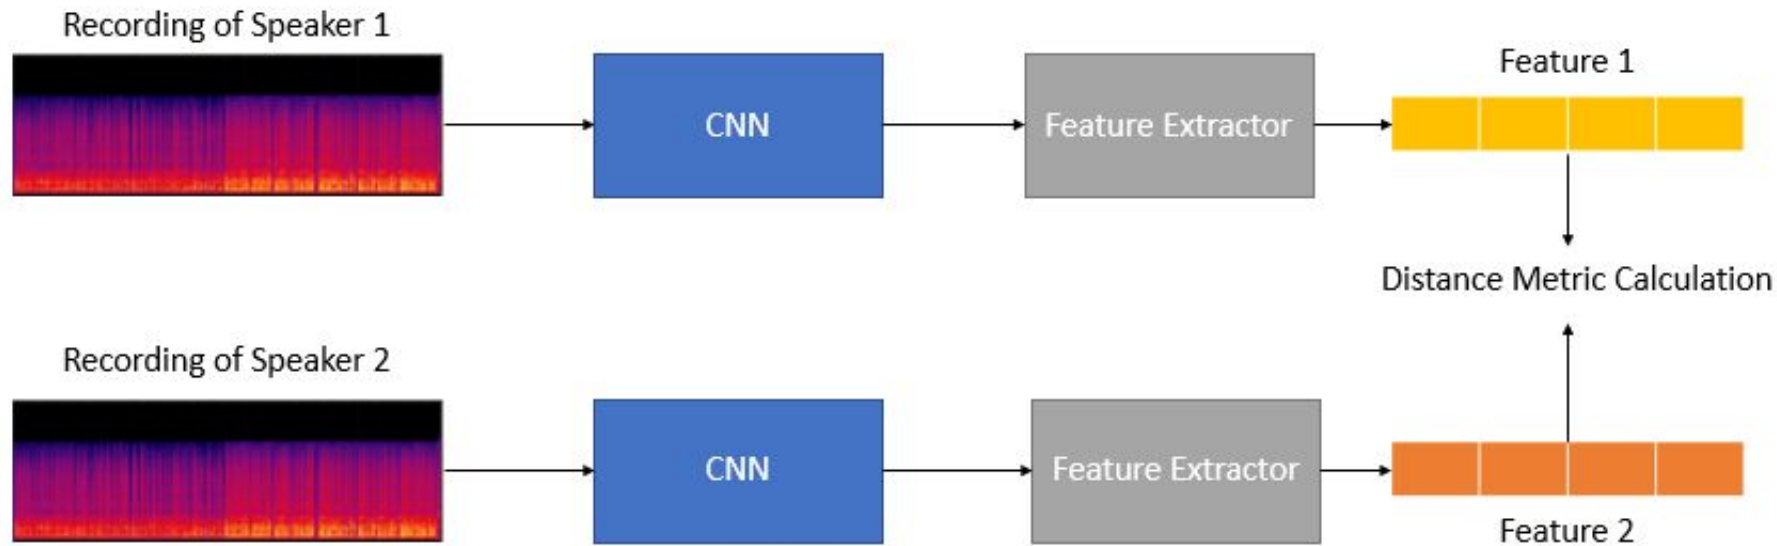 Recording of Speaker 1
CNN
Feature Extractor
Feature 1
Distance Metric Calculation
Recording of Speaker 2
CNN
Feature Extractor
Feature 2